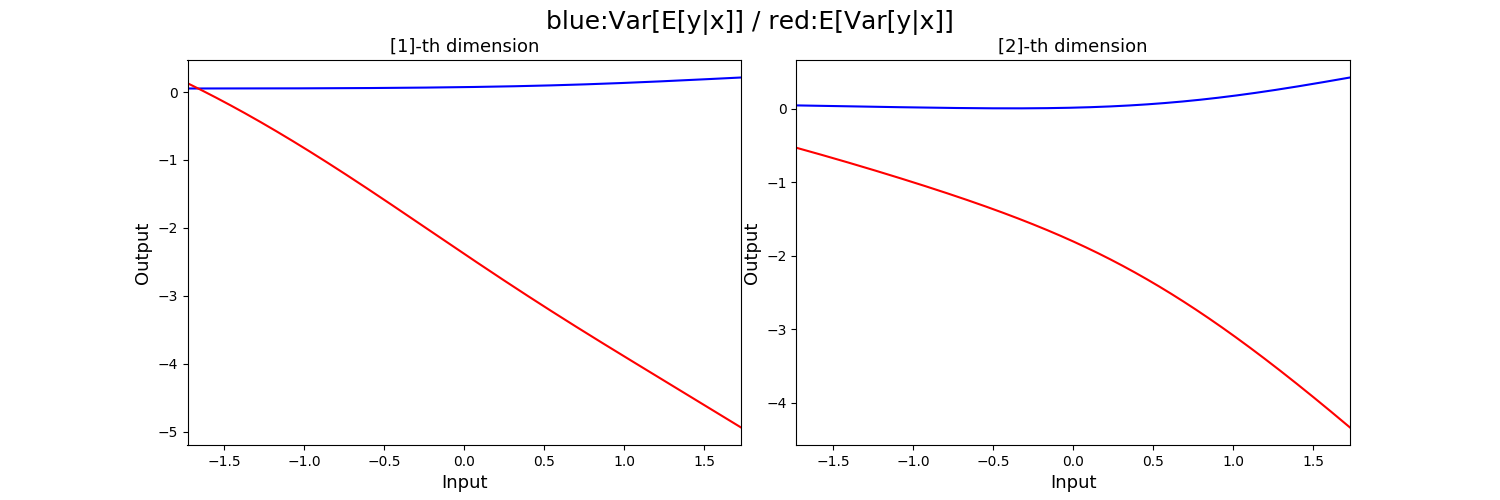 blue:Var[E[y|x]] / red:E[Var[y|x]]
[1]-th dimension
Output
0
−1
−2
−3
−4
−5
−1.5 −1.0 −0.5 0.0 0.5 1.0 1.5
Input
[2]-th dimension
Output
0
−1
−2
−3
−4
−1.5 −1.0 −0.5 0.0 0.5 1.0 1.5
Input